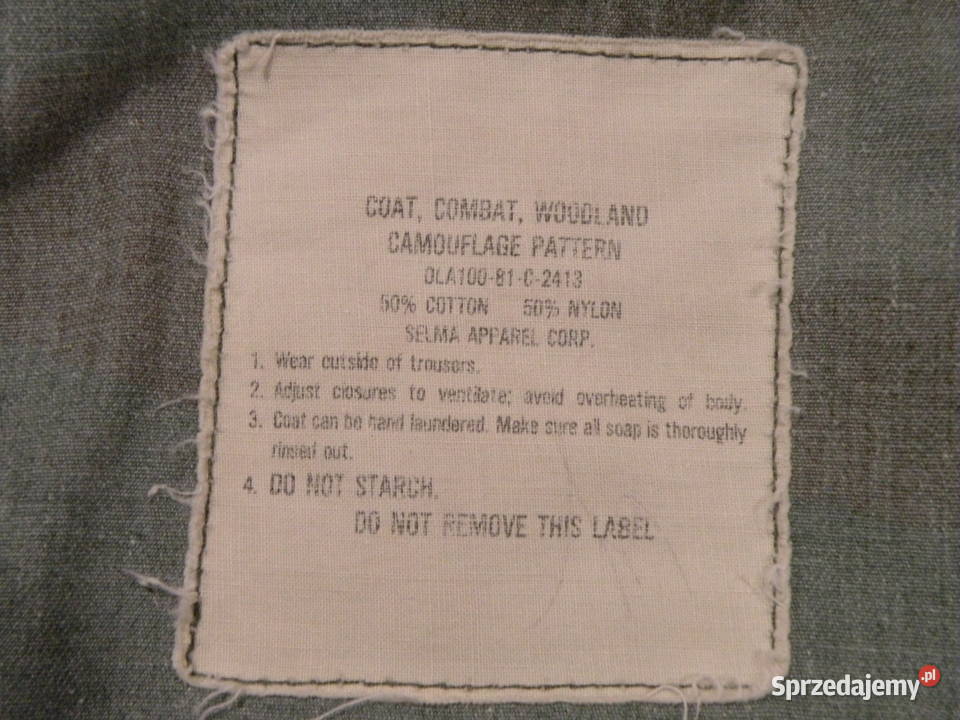 COAT, COMBAT, WOODLAND
CAMOUFLAGE PATTERN
DLA100-81-C-2413
50% COTTON 50% NYLON
SELMA APPAREL CORP.
1. Wear outside of trousers.
2. Adjust closures to ventilate; avoid overheating of body.
3. Coat can be hand laundered. Make sure all soap is thoroughly
rinsed out.
4. DO NOT STARCH.
DO NOT REMOVE THIS LABEL
Sprzedajemy.pl